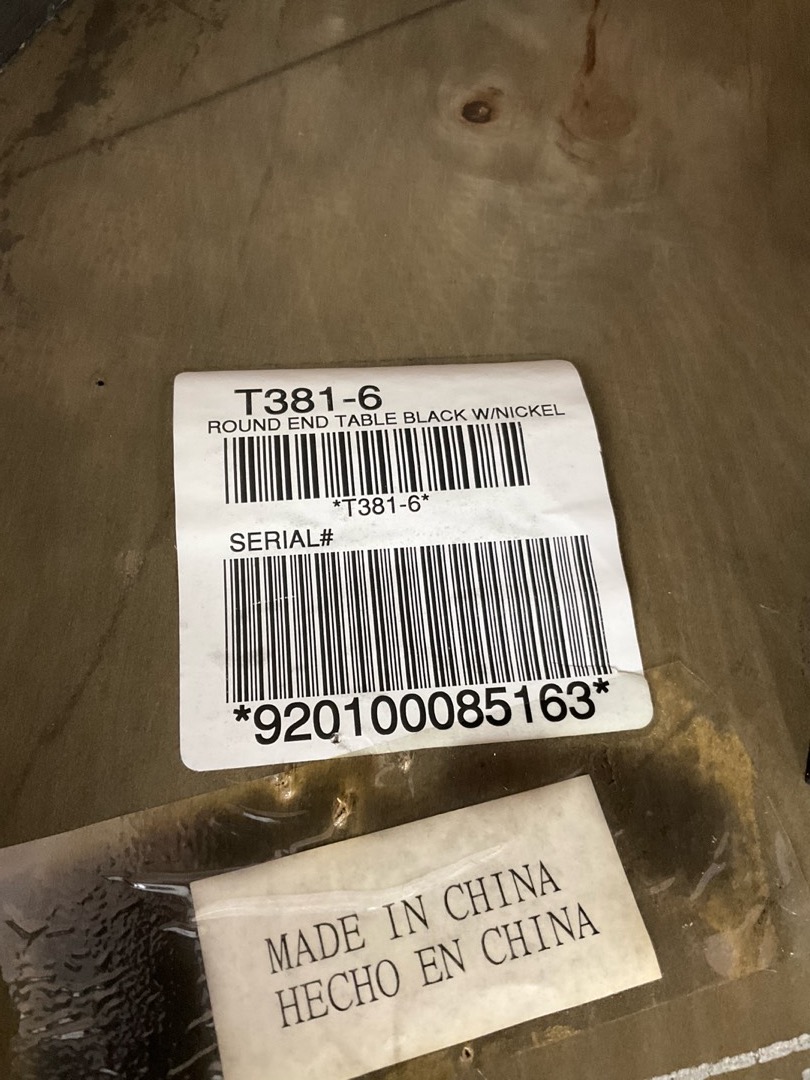 T381-6
ROUND END TABLE BLACK W/NICKEL
*T381-6*
SERIAL#
*920100085163*
MADE IN CHINA
HECHO EN CHINA